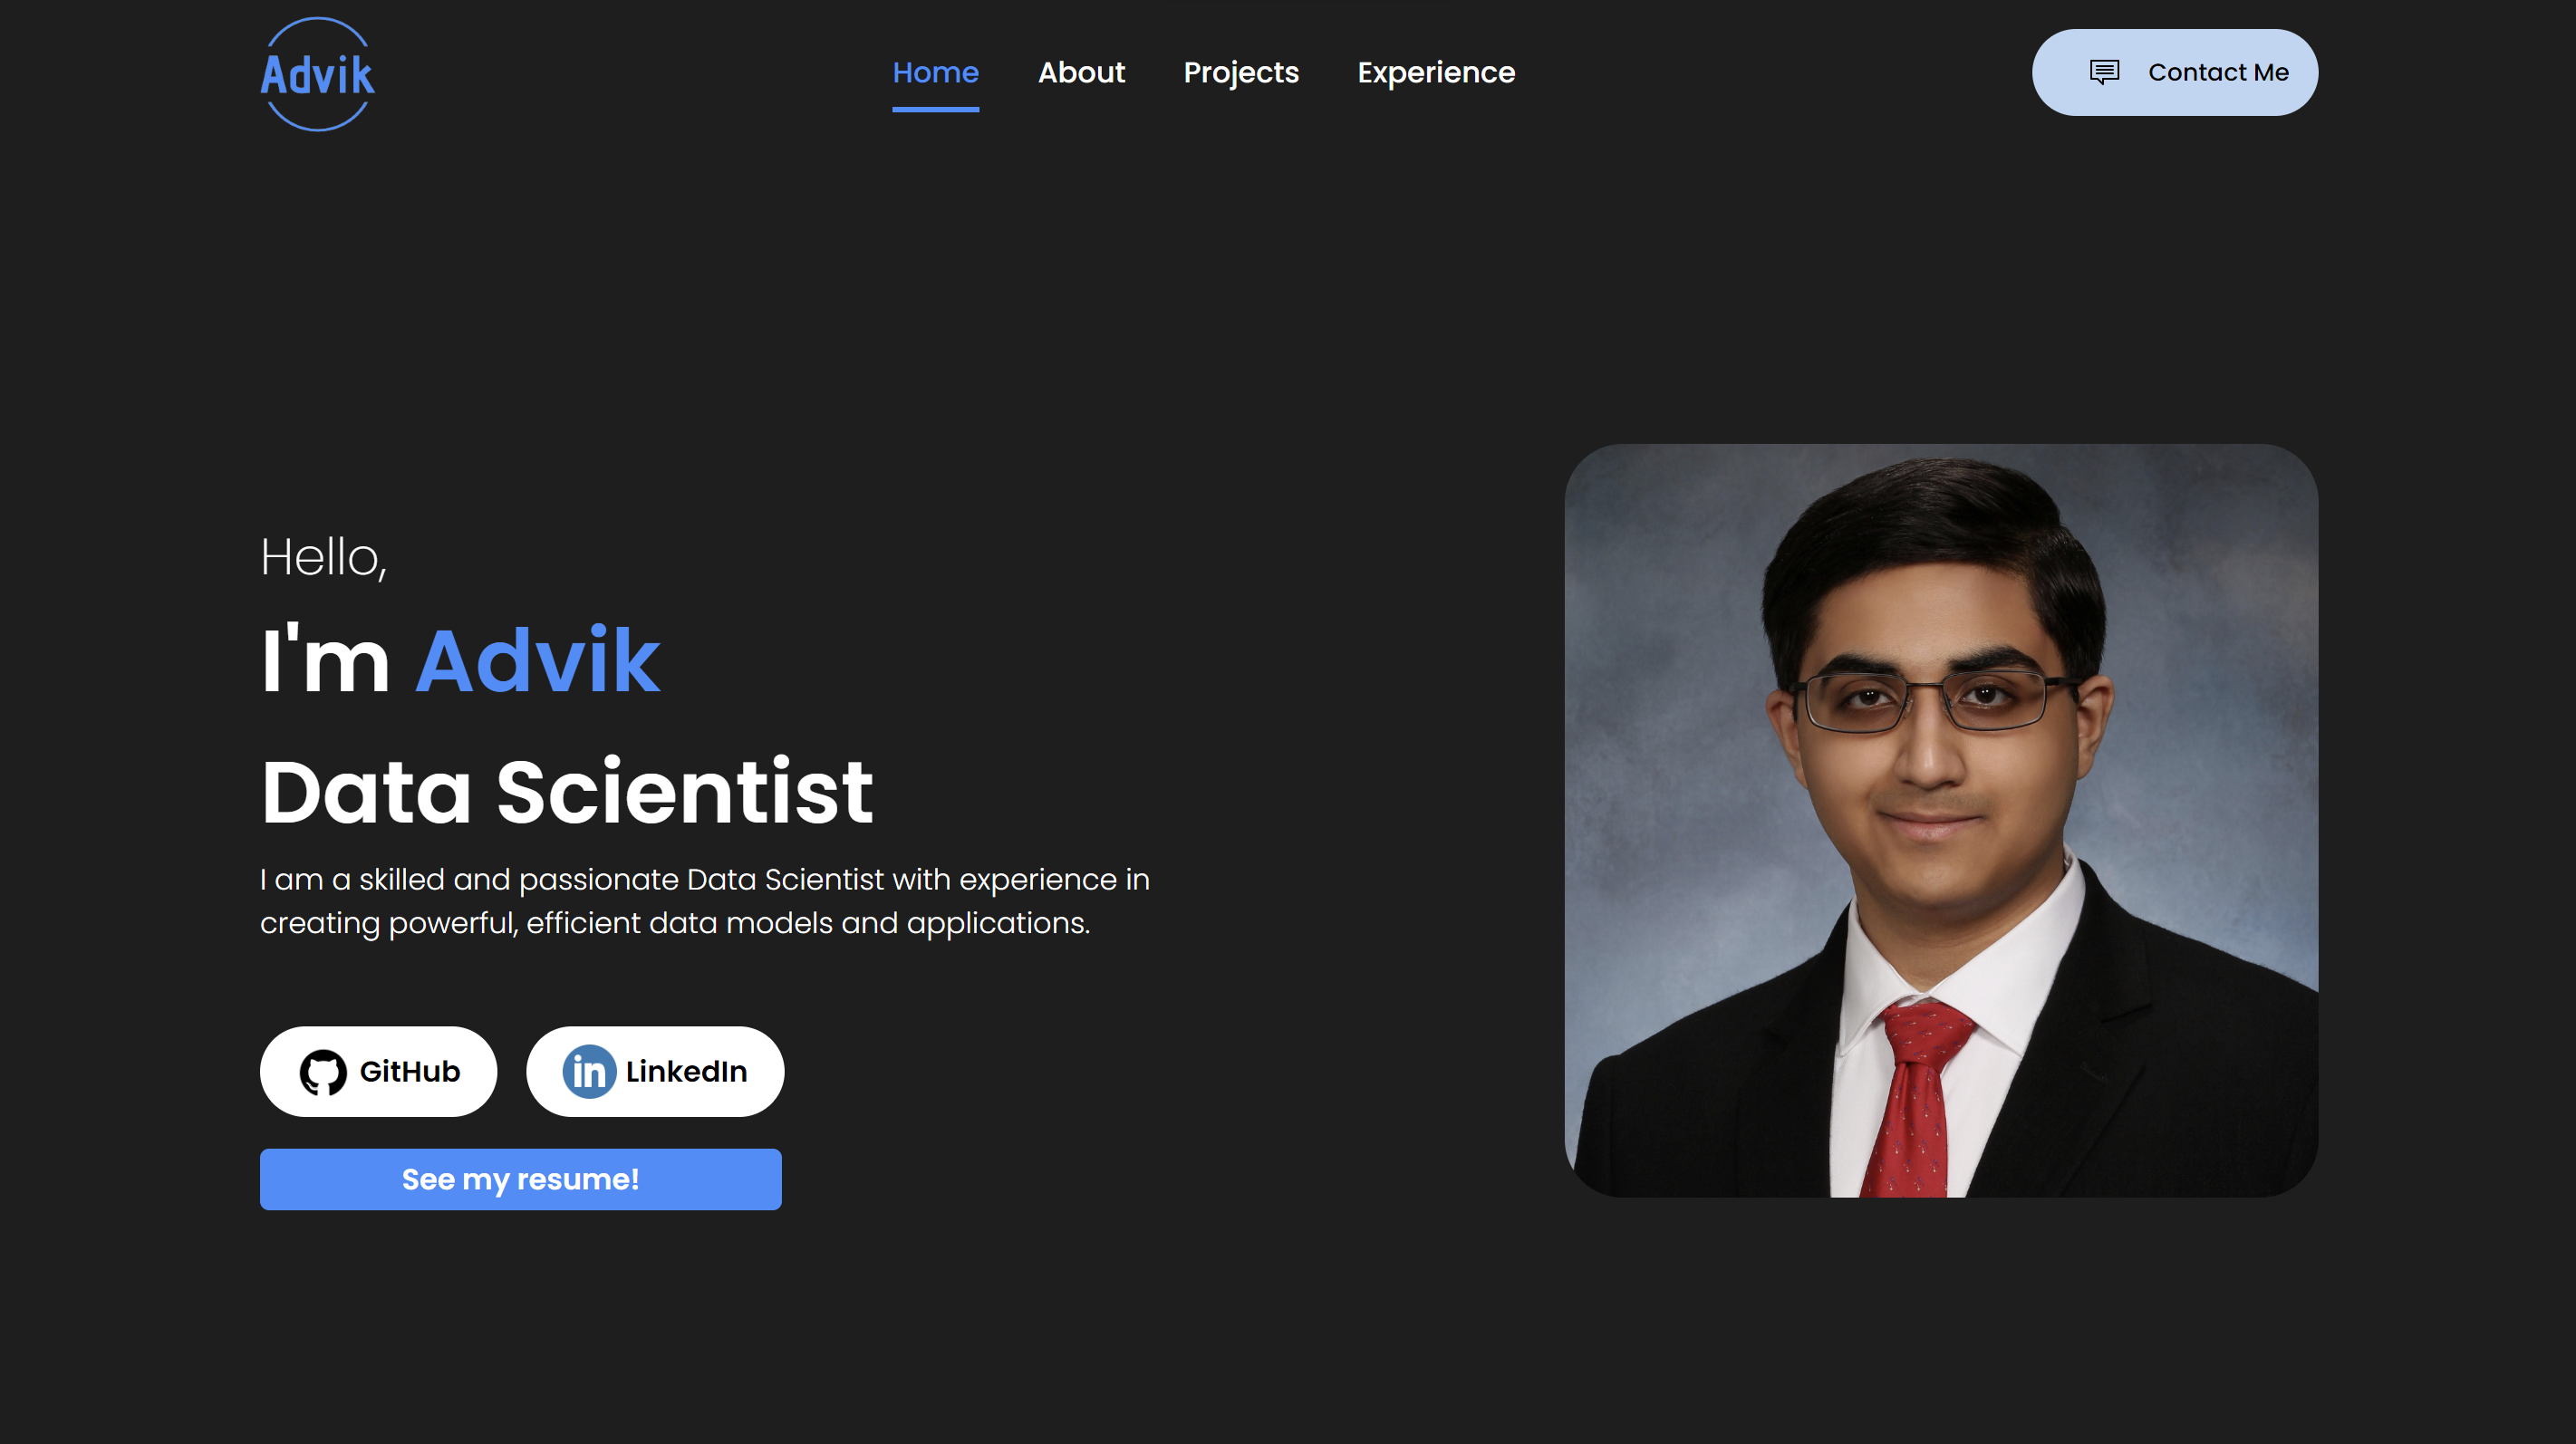 Advik
Home About Projects Experience
Contact Me
Hello,
I'm Advik
Data Scientist
I am a skilled and passionate Data Scientist with experience in
creating powerful, efficient data models and applications.
GitHub
in LinkedIn
See my resume!